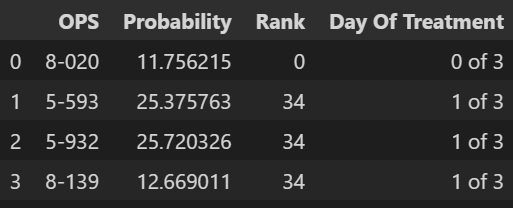 OPS Probability Rank Day Of Treatment
0 8-020 11.756215 0 0 of 3
1 5-593 25.375763 34 1 of 3
2 5-932 25.720326 34 1 of 3
3 8-139 12.669011 34 1 of 3